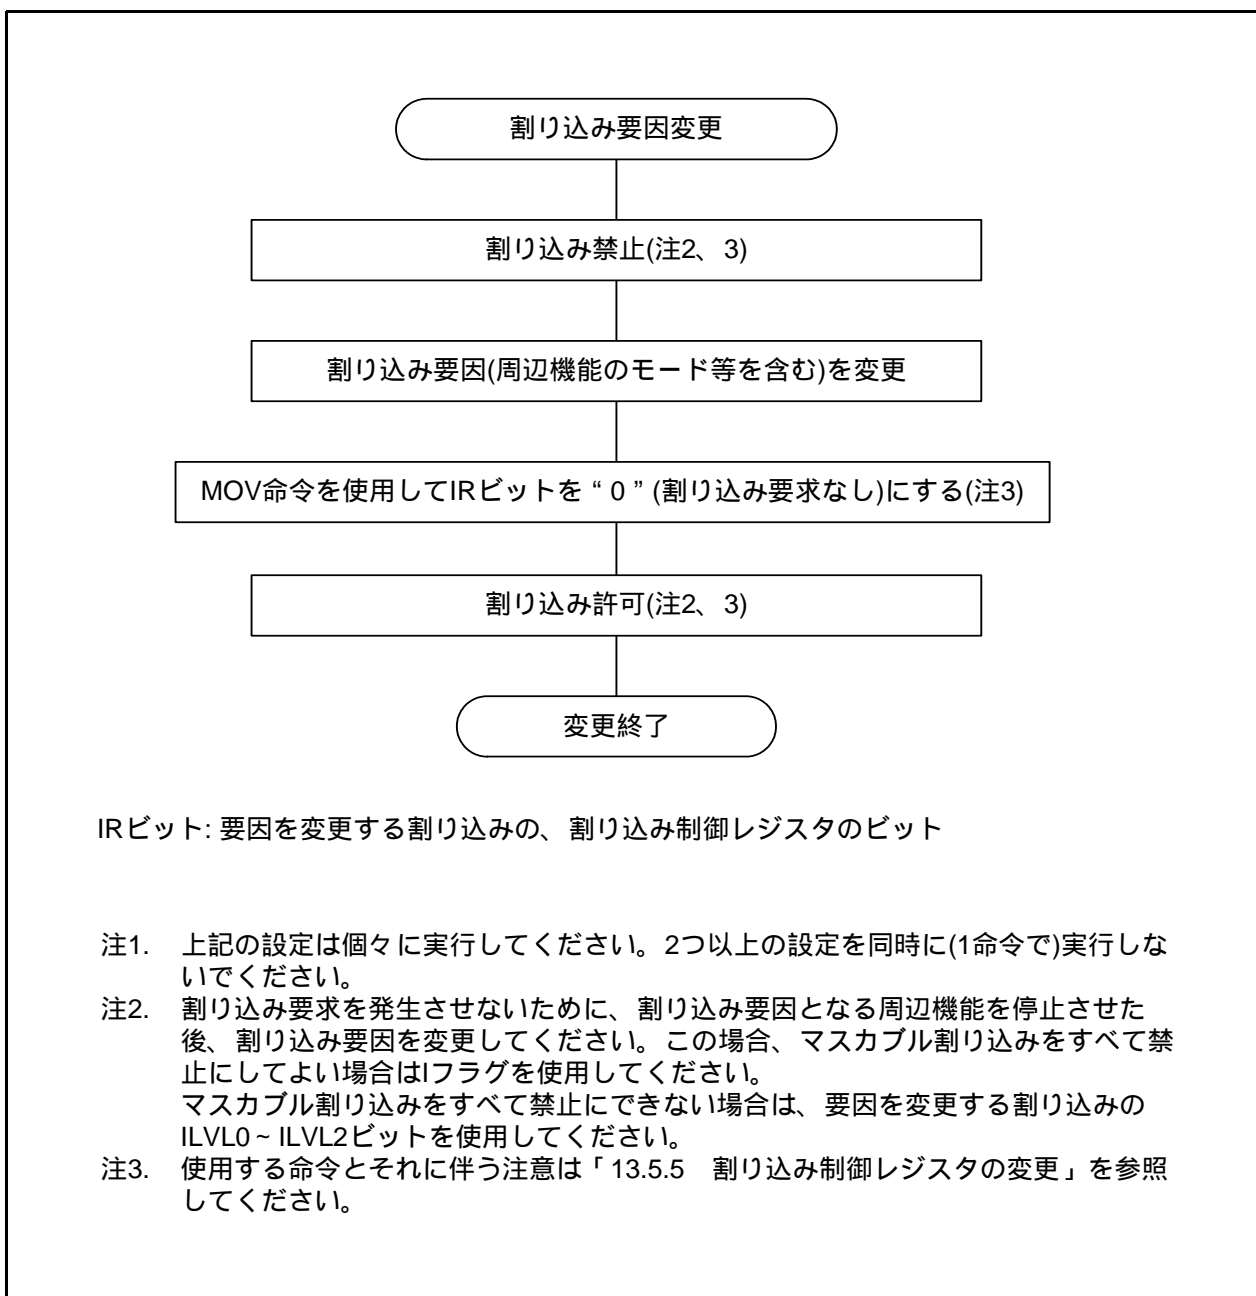 割り込み要因変更
割り込み禁止(注2、3)
割り込み要因(周辺機能のモード等を含む)を変更
MOV命令を使用してIRビットを“0”(割り込み要求なし)にする(注3)
割り込み許可(注2、3)
変更終了
IRビット: 要因を変更する割り込みの、割り込み制御レジスタのビット
注1. 上記の設定は個々に実行してください。2つ以上の設定を同時に(1命令で)実行しな
いでください。
注2. 割り込み要求を発生させないために、割り込み要因となる周辺機能を停止させた
後、割り込み要因を変更してください。この場合、マスカブル割り込みをすべて禁
止にしてよい場合はIフラグを使用してください。
マスカブル割り込みをすべて禁止にできない場合は、要因を変更する割り込みの
ILVL0~ILVL2ビットを使用してください。
注3. 使用する命令とそれに伴う注意は「13.5.5 割り込み制御レジスタの変更」を参照
してください。